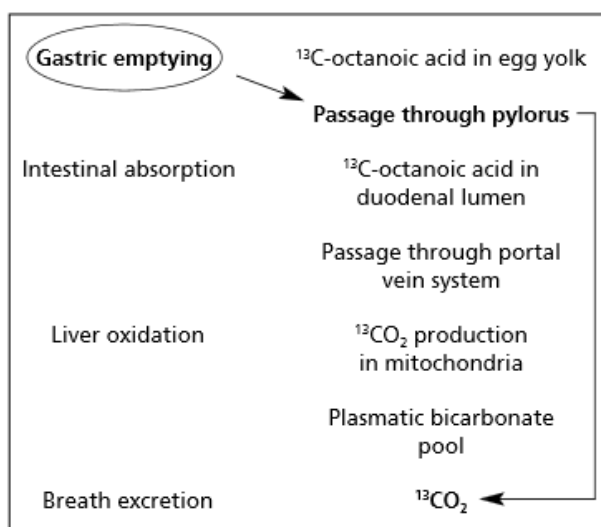 Gastric emptying
¹³C-octanoic acid in egg yolk
Passage through pylorus
Intestinal absorption
¹³C-octanoic acid in
duodenal lumen
Passage through portal
vein system
Liver oxidation
¹³CO₂ production
in mitochondria
Plasmatic bicarbonate
pool
Breath excretion
¹³CO₂